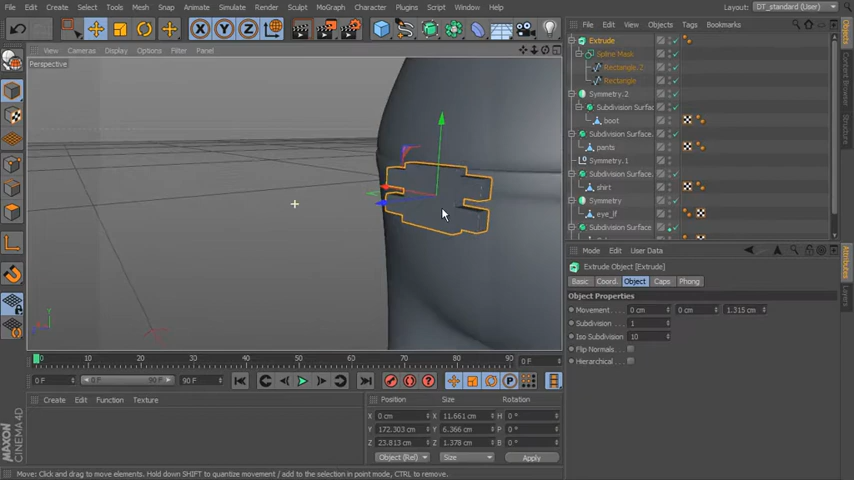 File Edit Create Select Tools Mesh Snap Animate Simulate Render Sculpt MoGraph Character Plugins Script Window Help
Layout: DT_standard (User)
View Cameras Display Options Filter Panel
Perspective
File Edit View Objects Tags Bookmarks
Extrude
Spline Mask
Rectangle.2
Rectangle
Symmetry.2
Subdivision Surfac
boot
Subdivision Surface.
pants
Symmetry.1
Subdivision Surface.
shirt
Symmetry
eye_lf
Subdivision Surface
Objects
Content Browser
Structure
Mode Edit User Data
Attributes
Layers
Extrude Object [Extrude]
Basic Coord. Object Caps Phong
Object Properties
Movement. 0 cm 0 cm 1.315 cm
Subdivision 1
Iso Subdivision 10
Flip Normals.
Hierarchical.
0 10 20 30 40 50 60 70 80 90 0 F
0 F 0 F 90 F 90 F
Create Edit Function Texture
Position Size Rotation
X 0 cm X 11.661 cm H 0 °
Y 172.303 cm Y 6.366 cm P 0 °
Z 23.813 cm Z 1.378 cm B 0 °
Object (Rel) Size Apply
MAXON
CINEMA4D
Move: Click and drag to move elements. Hold down SHIFT to quantize movement / add to the selection in point mode, CTRL to remove.